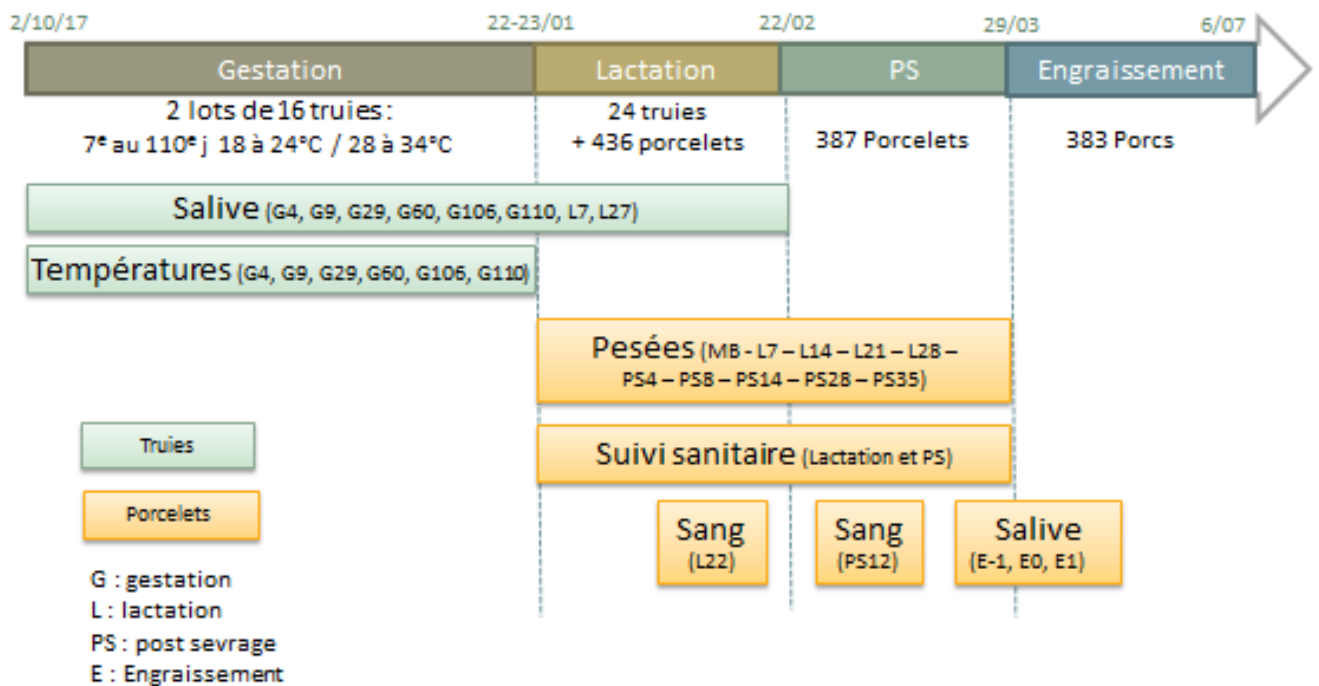 2/10/17 22-23/01 22/02 29/03 6/07
Gestation Lactation PS Engraissement
2 lots de 16 truies :
7e au 110e j 18 à 24°C / 28 à 34°C
24 truies
+ 436 porcelets
387 Porcelets
383 Porcs
Salive (G4, G9, G29, G60, G106, G110, L7, L27)
Températures (G4, G9, G29, G60, G106, G110)
Pesées (MB - L7 – L14 – L21 – L28 –
PS4 – PS8 – PS14 – PS28 – PS35)
Suivi sanitaire (Lactation et PS)
Sang
(L22)
Sang
(PS12)
Salive
(E-1, E0, E1)
Truies
Porcelets
G : gestation
L : lactation
PS : post sevrage
E : Engraissement